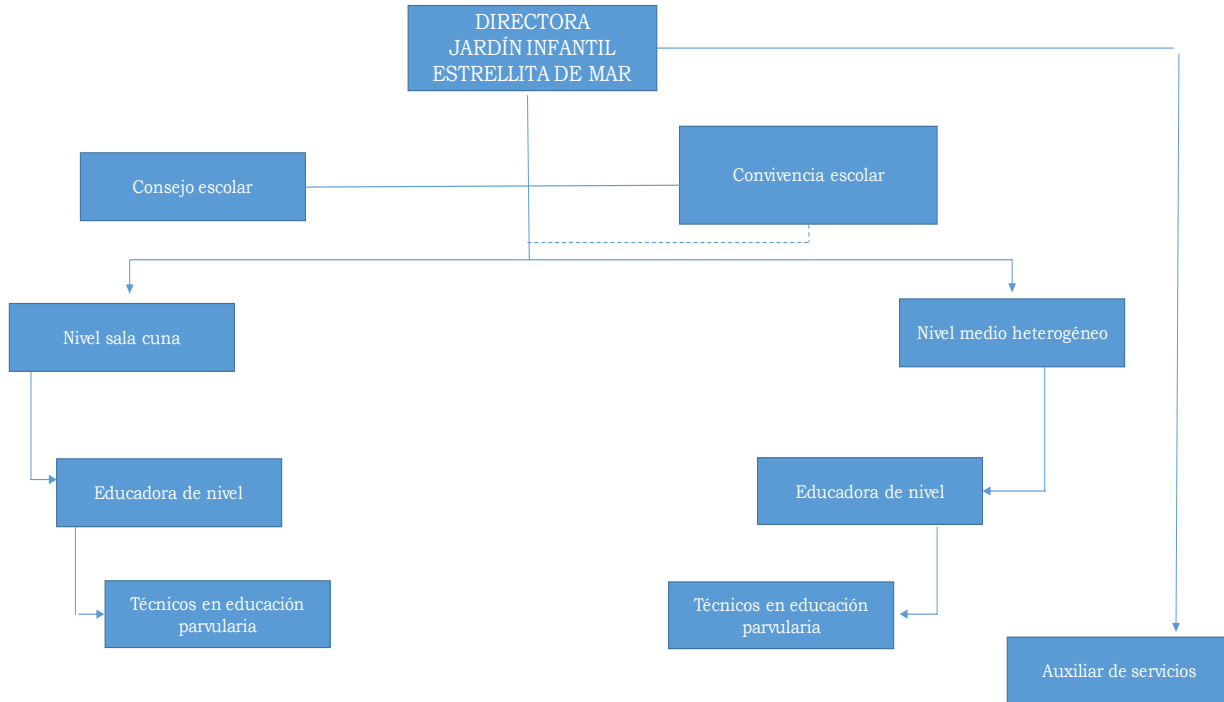 DIRECTORA
JARDÍN INFANTIL
ESTRELLITA DE MAR
Consejo escolar
Convivencia escolar
Nivel sala cuna
Nivel medio heterogéneo
Educadora de nivel
Educadora de nivel
Técnicos en educación
parvularia
Técnicos en educación
parvularia
Auxiliar de servicios